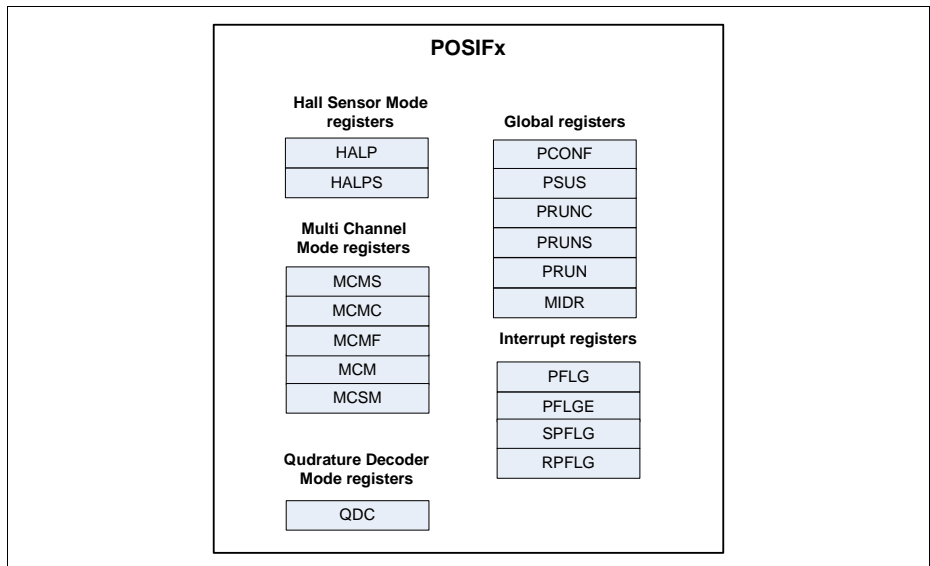 POSIFx
Hall Sensor Mode
registers
HALP
HALPS
Multi Channel
Mode registers
MCMS
MCMC
MCMF
MCM
MCSM
Qudrature Decoder
Mode registers
QDC
Global registers
PCONF
PSUS
PRUNC
PRUNS
PRUN
MIDR
Interrupt registers
PFLG
PFLGE
SPFLG
RPFLG